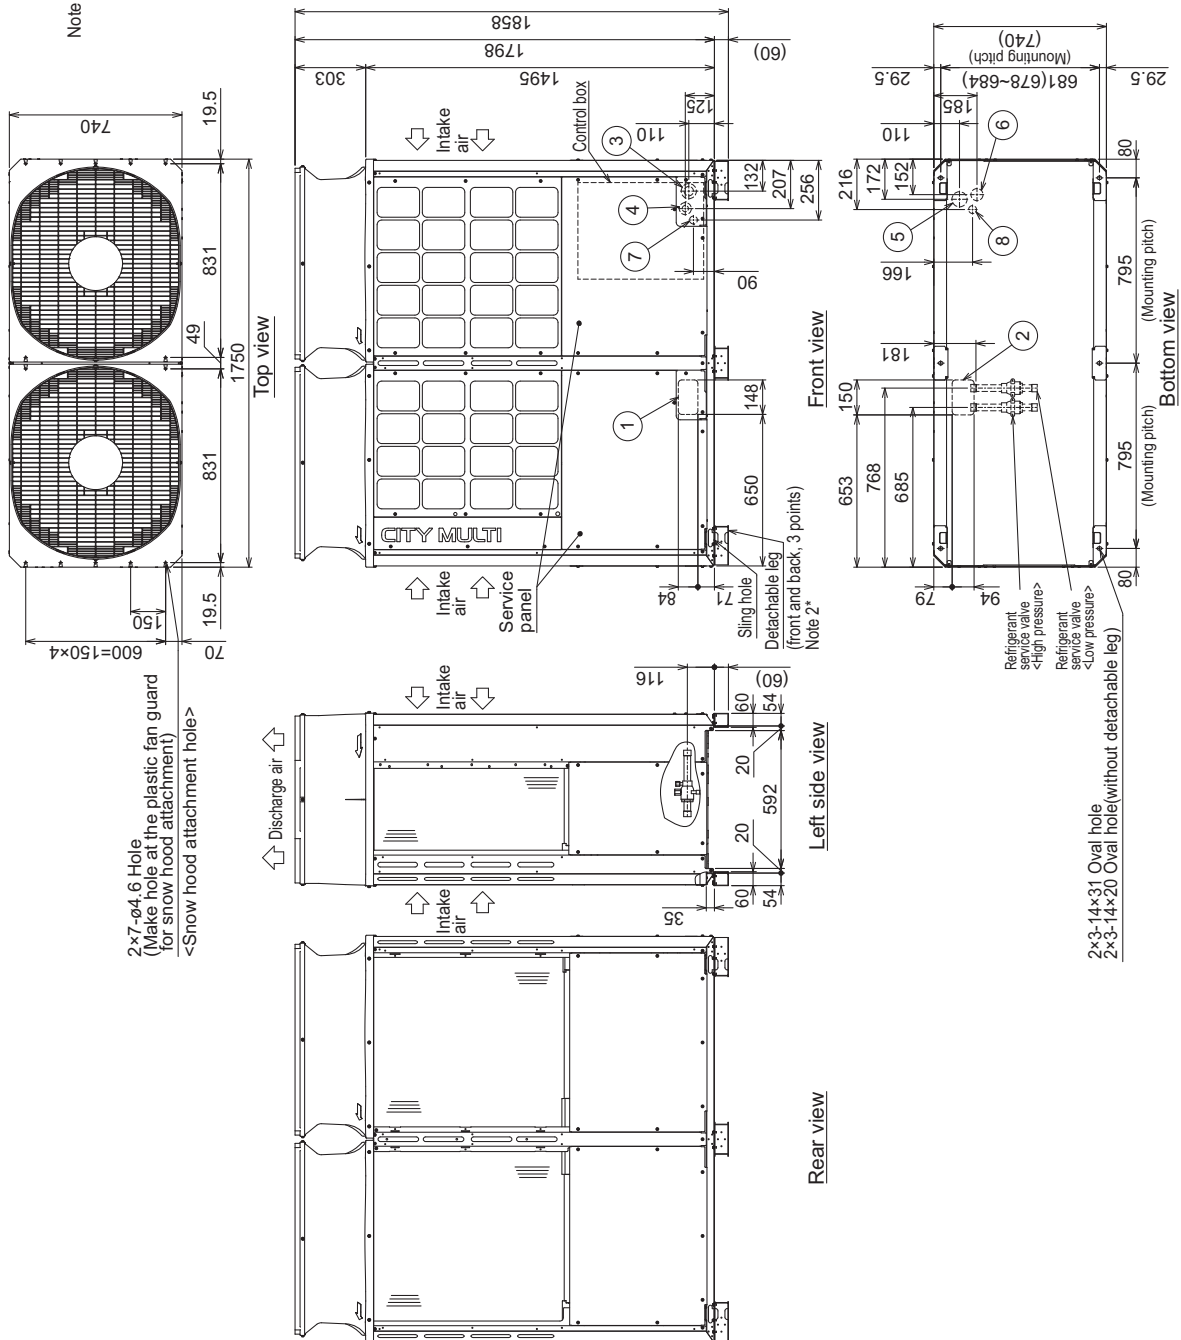 Note
740
19.5
831
49
1750
831
19.5
150
600=150×4
70
Top view
2×7-ø4.6 Hole
(Make hole at the plastic fan guard
for snow hood attachment)
<Snow hood attachment hole>
1858
1798
(60)
303
1495
125
110
Control box
Intake
air
3
4
7
132
207
256
90
1
148
650
CITY MULTI
Service
panel
Intake
air
84
71
Sling hole
Detachable leg
(front and back, 3 points)
Note 2*
Front view
Discharge air
Intake
air
Intake
air
116
(60)
60
54
20
592
20
60
54
35
Left side view
Rear view
(740)
(Mounting pitch)
681(678~684)
29.5
29.5
185
110
6
216
172
152
80
5
8
166
795
(Mounting pitch)
181
2
150
653
768
685
795
(Mounting pitch)
80
79
94
Refrigerant
service valve
<High pressure>
Refrigerant
service valve
<Low pressure>
2×3-14×31 Oval hole
2×3-14×20 Oval hole(without detachable leg)
Bottom view